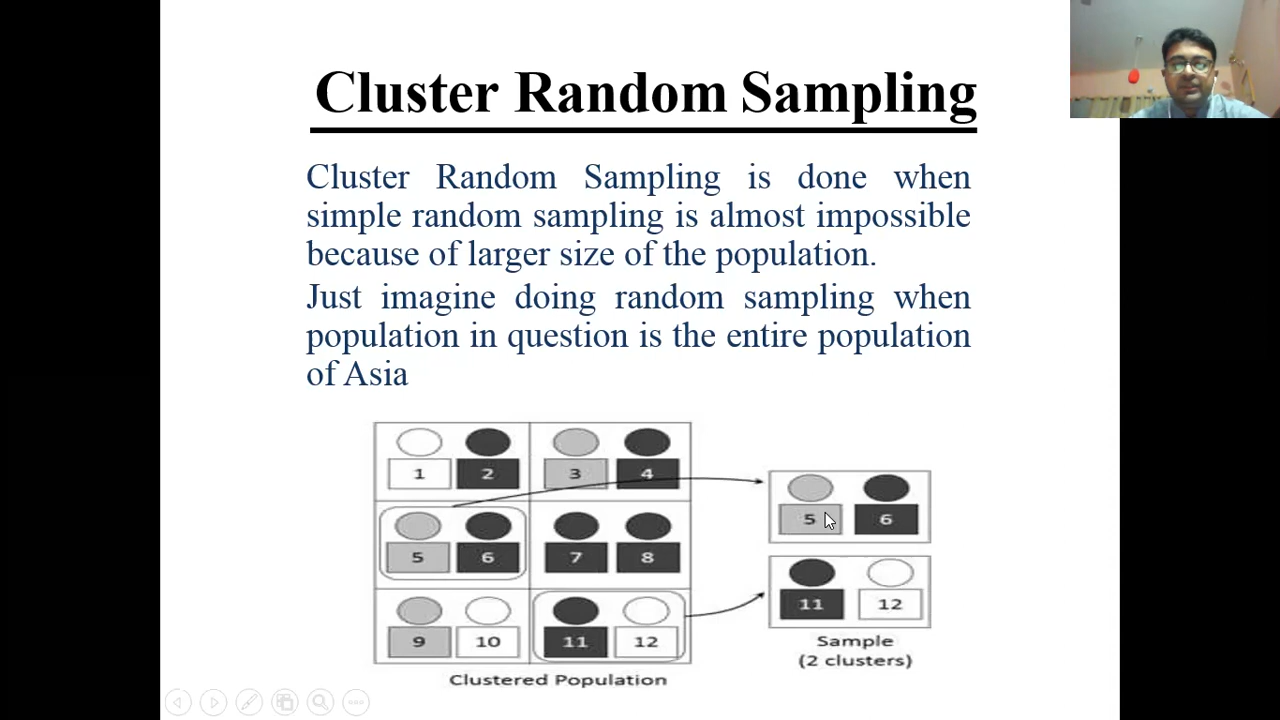 Cluster Random Sampling
Cluster Random Sampling is done when
simple random sampling is almost impossible
because of larger size of the population.
Just imagine doing random sampling when
population in question is the entire population
of Asia
1 2 3 4
5 6 7 8
9 10 11 12
Clustered Population
5 6
11 12
Sample
(2 clusters)